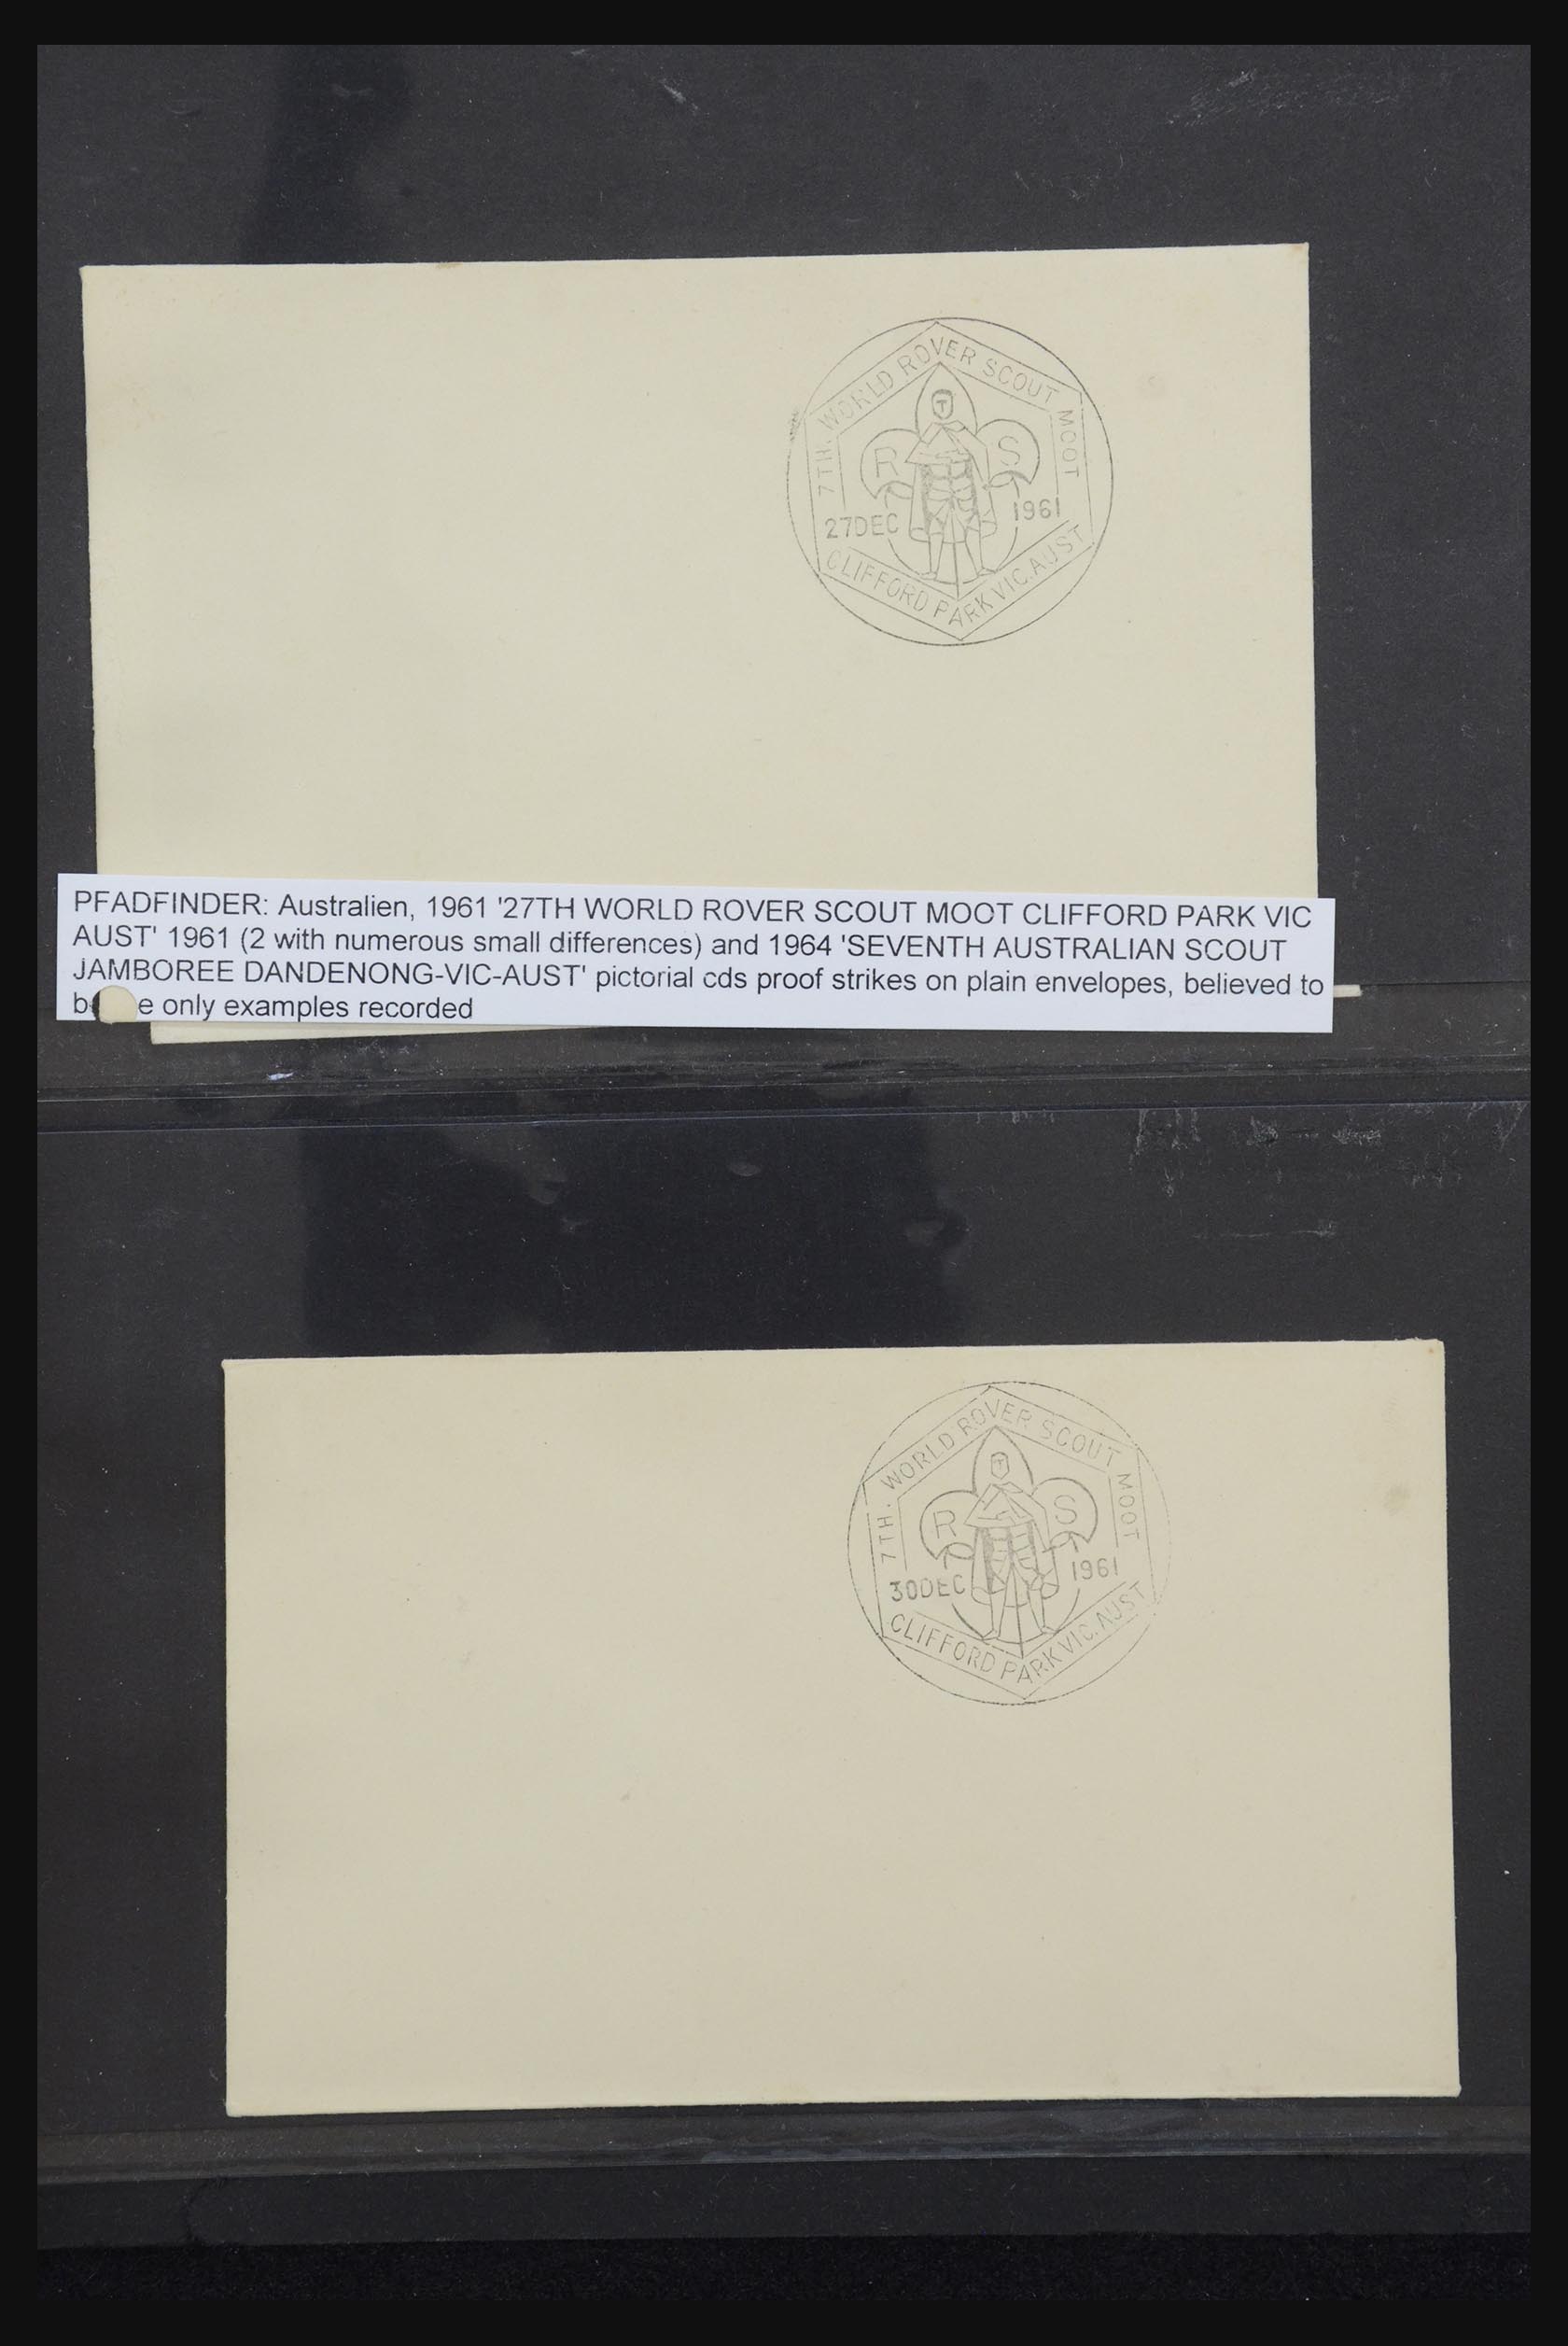 7TH. WORLD ROVER SCOUT MOOT
R S
27DEC 1961
CLIFFORD PARK VIC.AUST
PFADFINDER: Australien, 1961 '27TH WORLD ROVER SCOUT MOOT CLIFFORD PARK VIC
AUST' 1961 (2 with numerous small differences) and 1964 'SEVENTH AUSTRALIAN SCOUT
JAMBOREE DANDENONG-VIC-AUST' pictorial cds proof strikes on plain envelopes, believed to
only examples recorded
7TH. WORLD ROVER SCOUT MOOT
R S
30DEC 1961
CLIFFORD PARK VIC.AUST